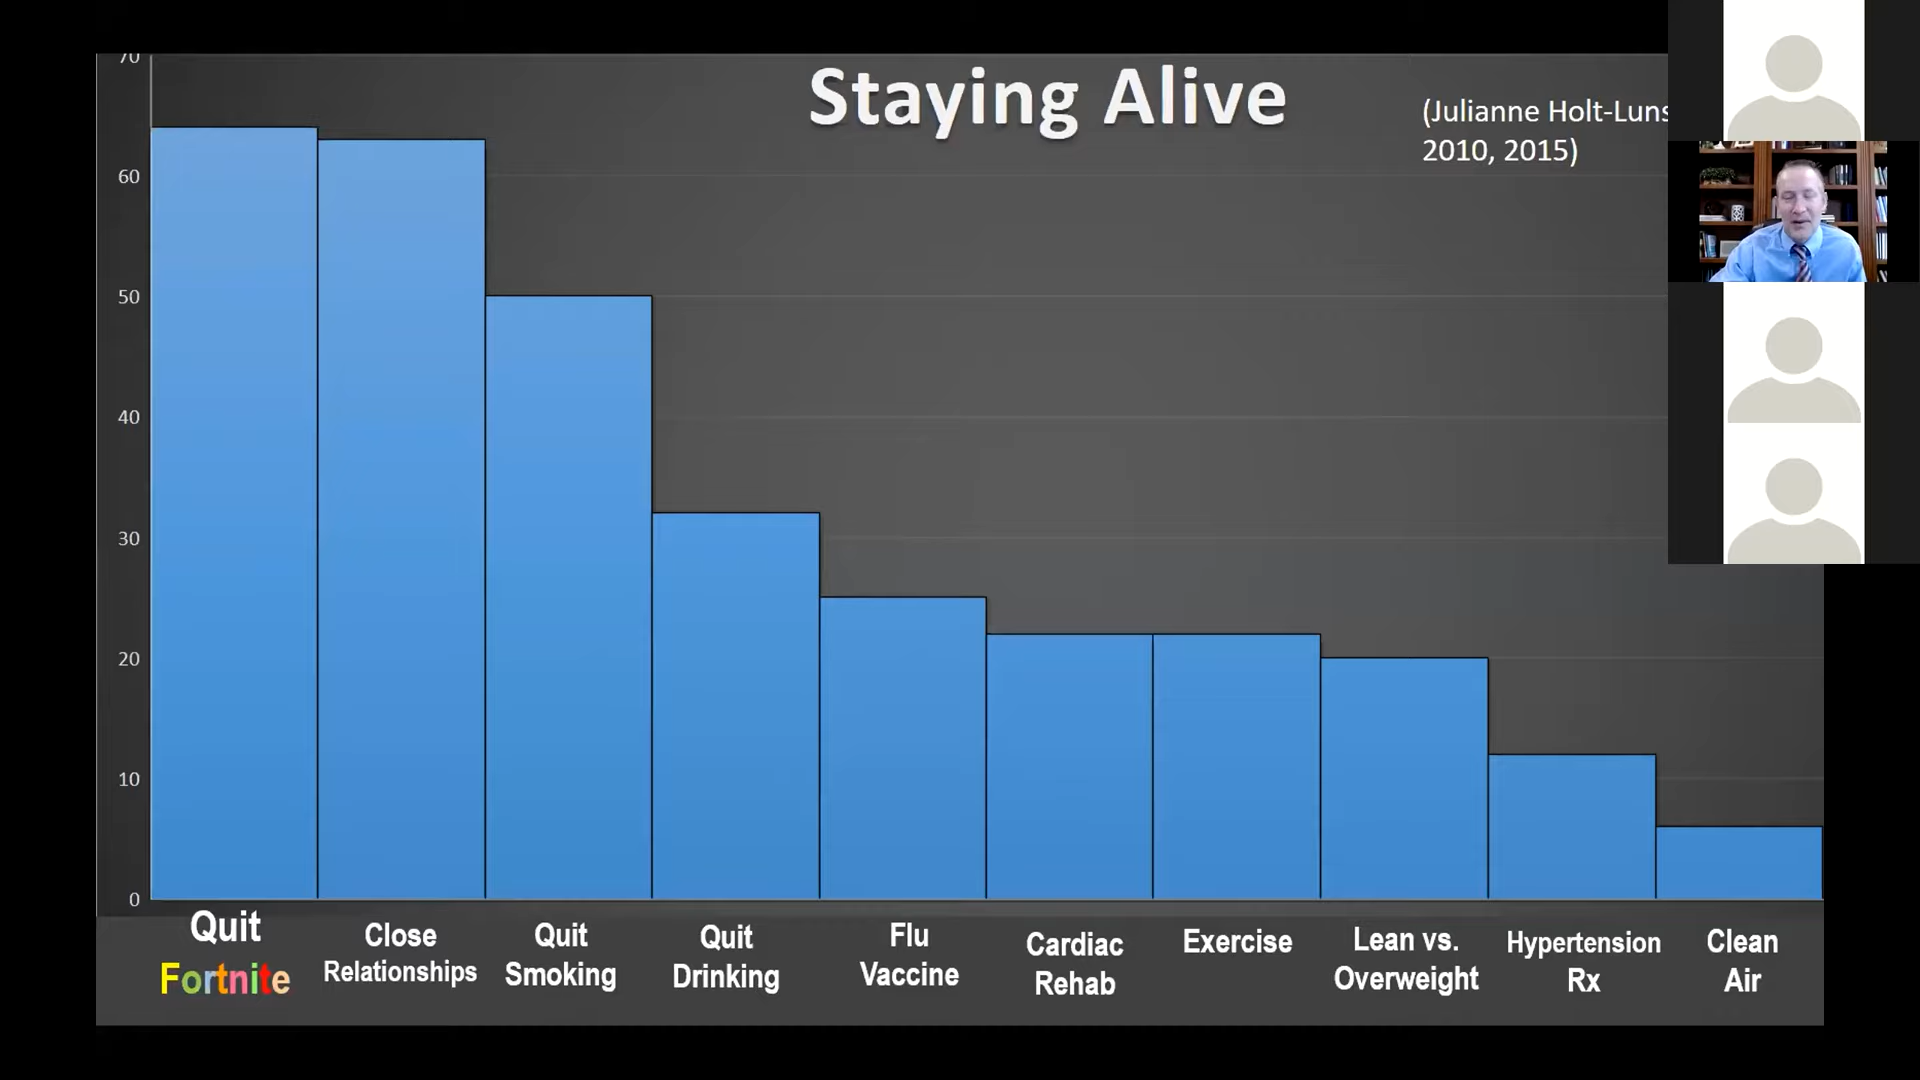 Staying Alive
(Julianne Holt-Luns
2010, 2015)
70
60
50
40
30
20
10
0
Quit
Fortnite
Close
Relationships
Quit
Smoking
Quit
Drinking
Flu
Vaccine
Cardiac
Rehab
Exercise
Lean vs.
Overweight
Hypertension
Rx
Clean
Air